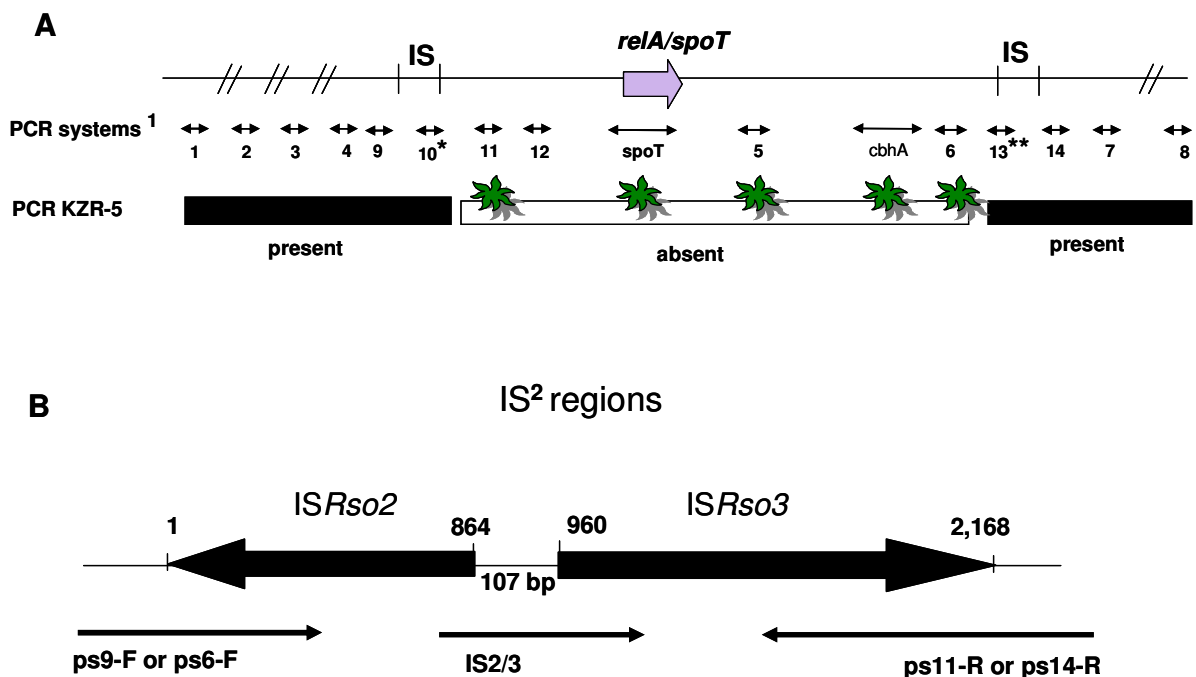 A
relA/spoT
IS
IS
PCR systems 1
1 2 3 4 9 10* 11 12 spoT 5 cbhA 6 13** 14 7 8
PCR KZR-5
present
absent
present
B
IS2 regions
ISRso2
ISRso3
1
864
960
2,168
107 bp
ps9-F or ps6-F
IS2/3
ps11-R or ps14-R